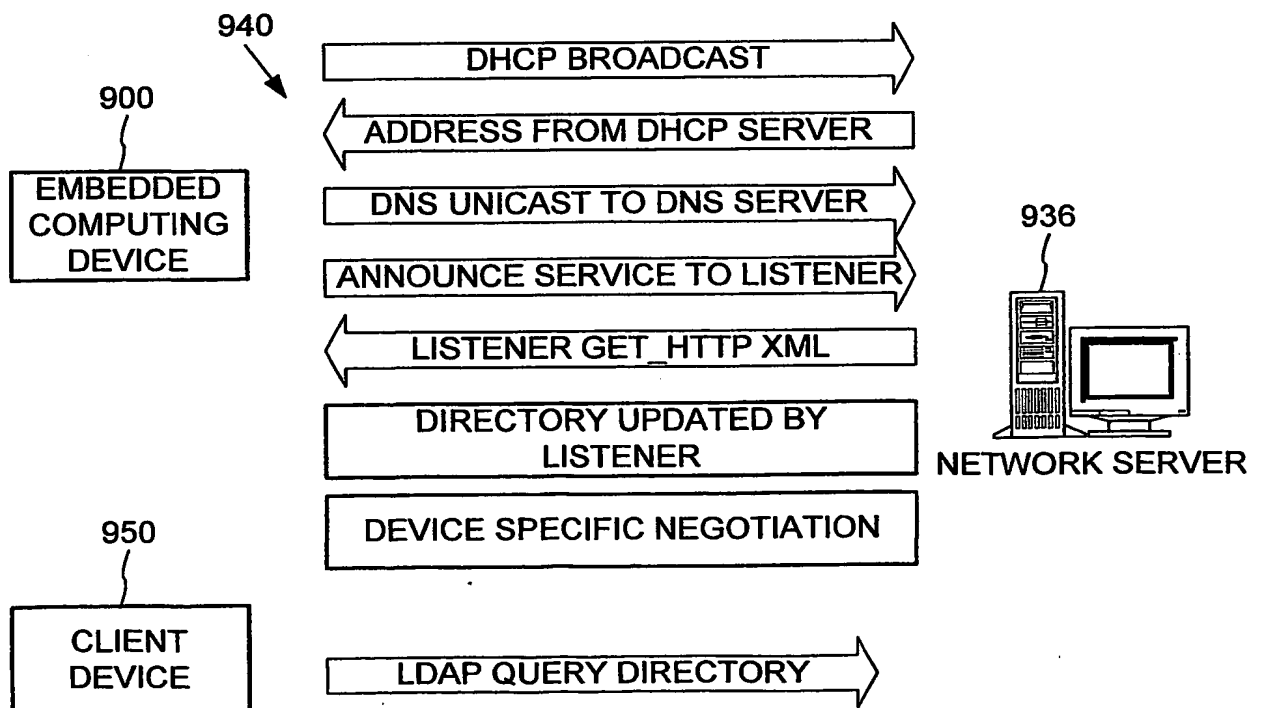 940
DHCP BROADCAST
900
ADDRESS FROM DHCP SERVER
EMBEDDED
COMPUTING
DEVICE
DNS UNICAST TO DNS SERVER
936
ANNOUNCE SERVICE TO LISTENER
LISTENER GET_HTTP XML
DIRECTORY UPDATED BY
LISTENER
NETWORK SERVER
DEVICE SPECIFIC NEGOTIATION
950
CLIENT
DEVICE
LDAP QUERY DIRECTORY